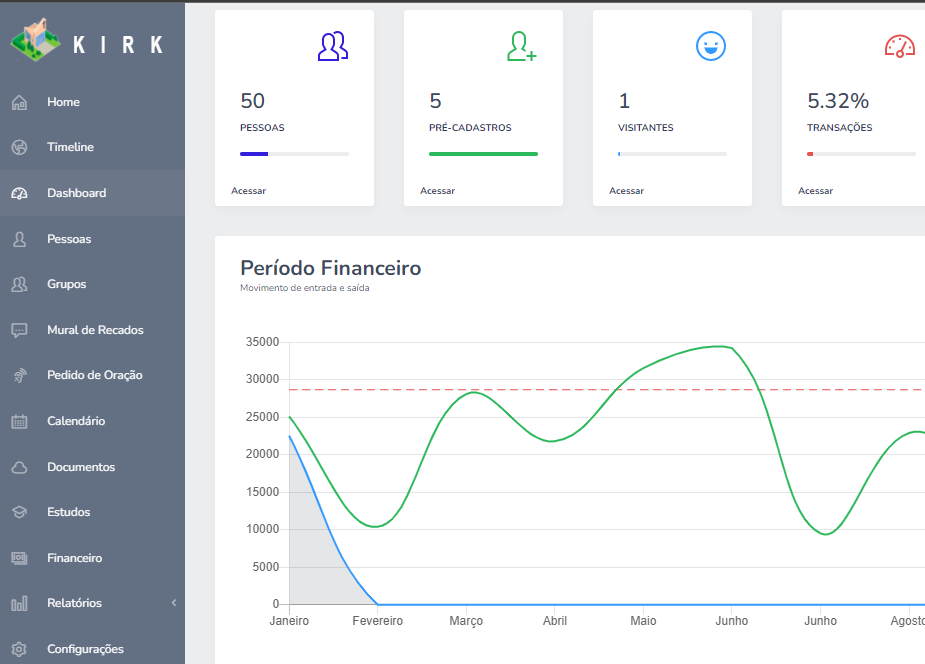 KIRK
Home
Timeline
Dashboard
Pessoas
Grupos
Mural de Recados
Pedido de Oração
Calendário
Documentos
Estudos
Financeiro
Relatórios
Configurações
50
PESSOAS
Acessar
5
PRÉ-CADASTROS
Acessar
1
VISITANTES
Acessar
5.32%
TRANSAÇÕES
Acessar
Período Financeiro
Movimento de entrada e saída
35000
30000
25000
20000
15000
10000
5000
0
Janeiro Fevereiro Março Abril Maio Junho Junho Agosto